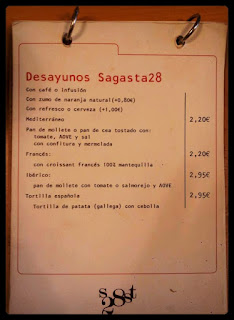 Desayunos Sagasta28
Con café o infusión
Con zumo de naranja natural(+0,80€)
Con refresco o cerveza (+1,00€)
Mediterráneo 2,20€
Pan de mollete o pan de cea tostado con:
tomate, AOVE y sal
con confitura y mermelada
Francés: 2,20€
con croissant francés 100% mantequilla
Ibérico: 2,95€
pan de mollete con tomate o salmorejo y AOVE
Tortilla española 2,95€
Tortilla de patata (gallega) con cebolla